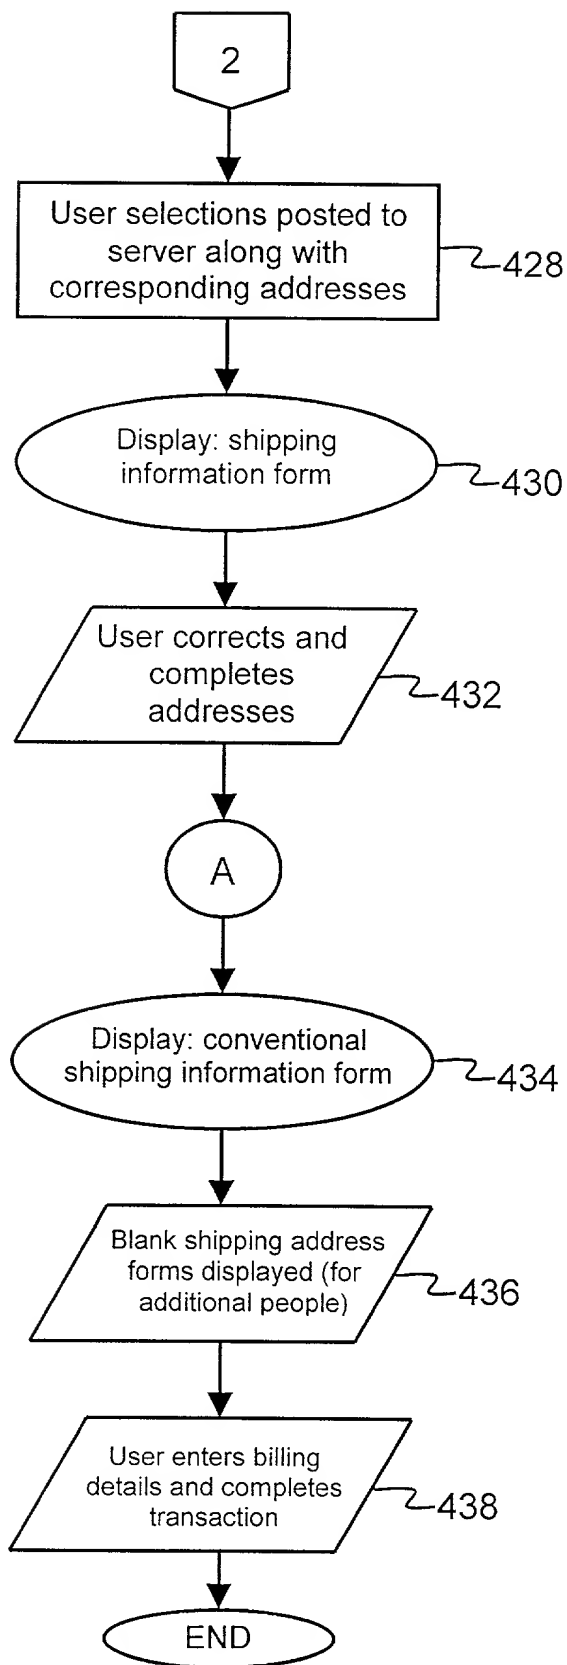 2
User selections posted to
server along with
corresponding addresses
428
Display: shipping
information form
430
User corrects and
completes
addresses
432
A
Display: conventional
shipping information form
434
Blank shipping address
forms displayed (for
additional people)
436
User enters billing
details and completes
transaction
438
END